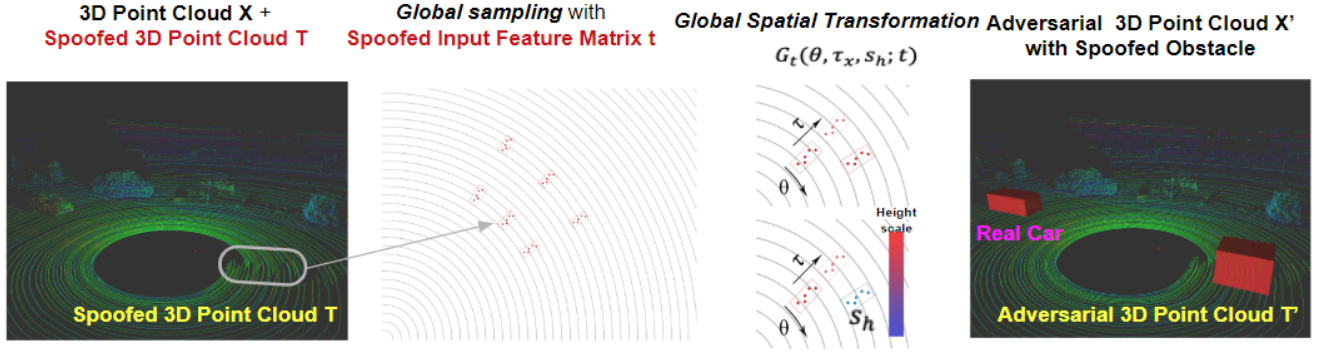 3D Point Cloud X +
Spoofed 3D Point Cloud T
Global sampling with
Spoofed Input Feature Matrix t
Global Spatial Transformation
G_t(θ, τ_x, s_h; t)
Adversarial 3D Point Cloud X'
with Spoofed Obstacle
Spoofed 3D Point Cloud T
τ
θ
Height
scale
τ
θ
S_h
Real Car
Adversarial 3D Point Cloud T'